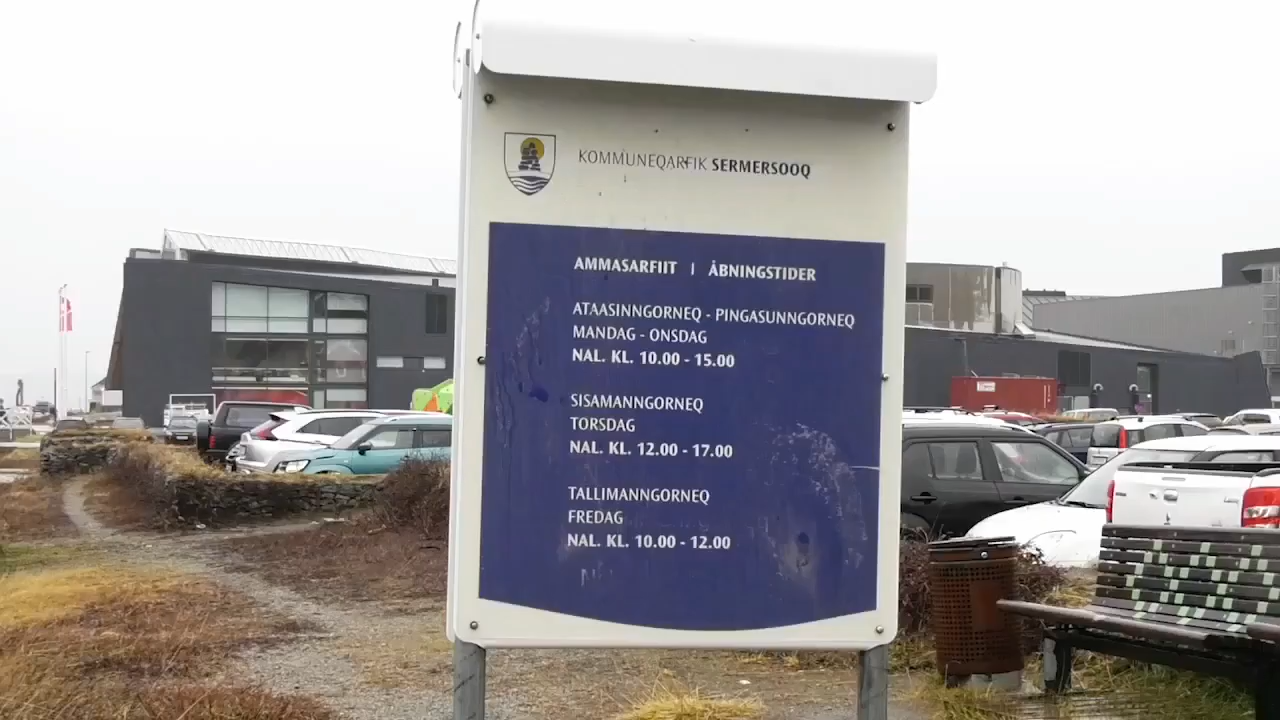 KOMMUNEQARFIK SERMERSOOQ
AMMASARFIIT | ÅBNINGSTIDER
ATAASINNGORNEQ - PINGASUNNGORNEQ
MANDAG - ONSDAG
NAL. KL. 10.00 - 15.00
SISAMANNGORNEQ
TORSDAG
NAL. KL. 12.00 - 17.00
TALLIMANNGORNEQ
FREDAG
NAL. KL. 10.00 - 12.00